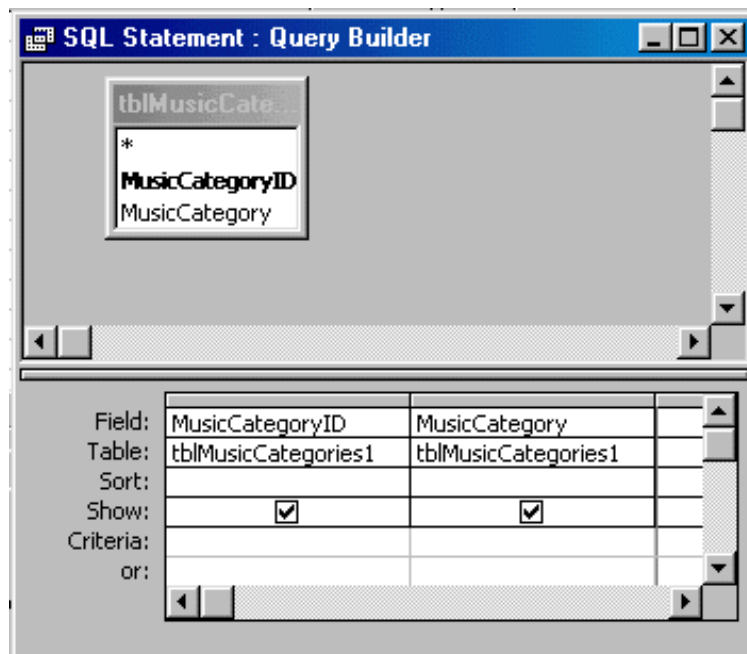 SQL Statement : Query Builder
tblMusicCate...
*
MusicCategoryID
MusicCategory
Field: MusicCategoryID MusicCategory
Table: tblMusicCategories1 tblMusicCategories1
Sort:
Show:
Criteria:
or: